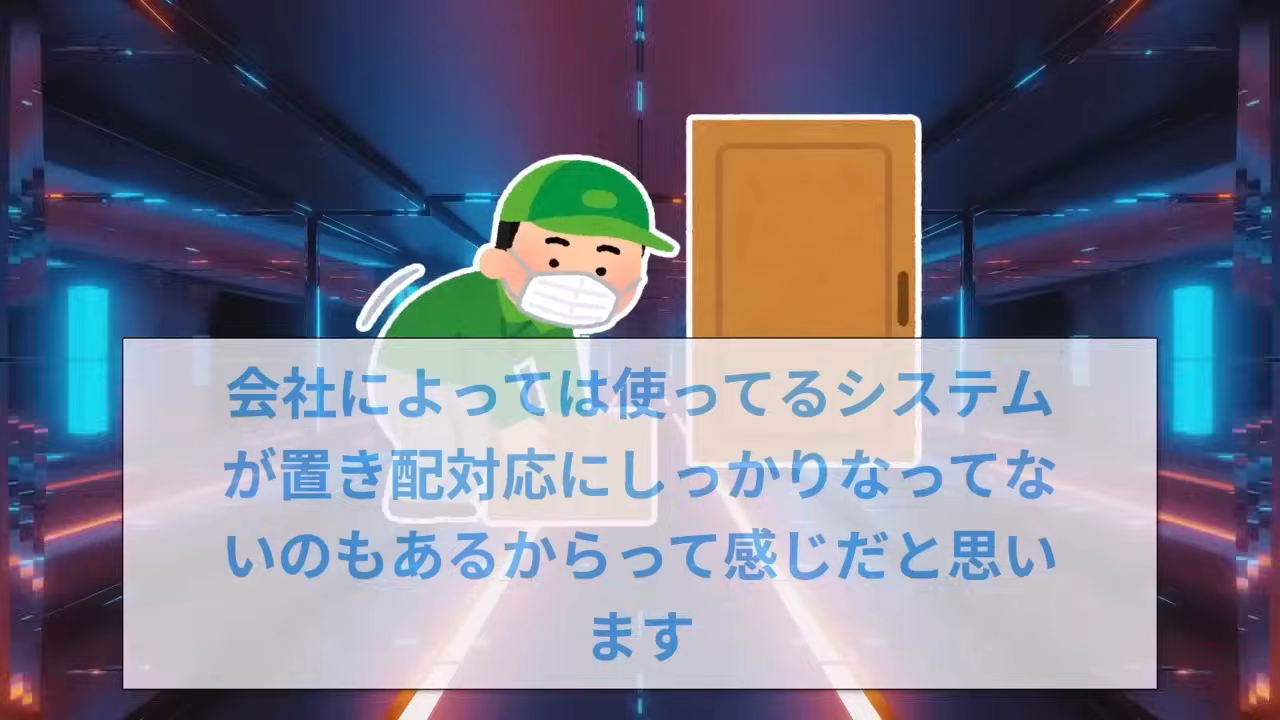 会社によっては使ってるシステム
が置き配対応にしっかりなってな
いのもあるからって感じだと思い
ます